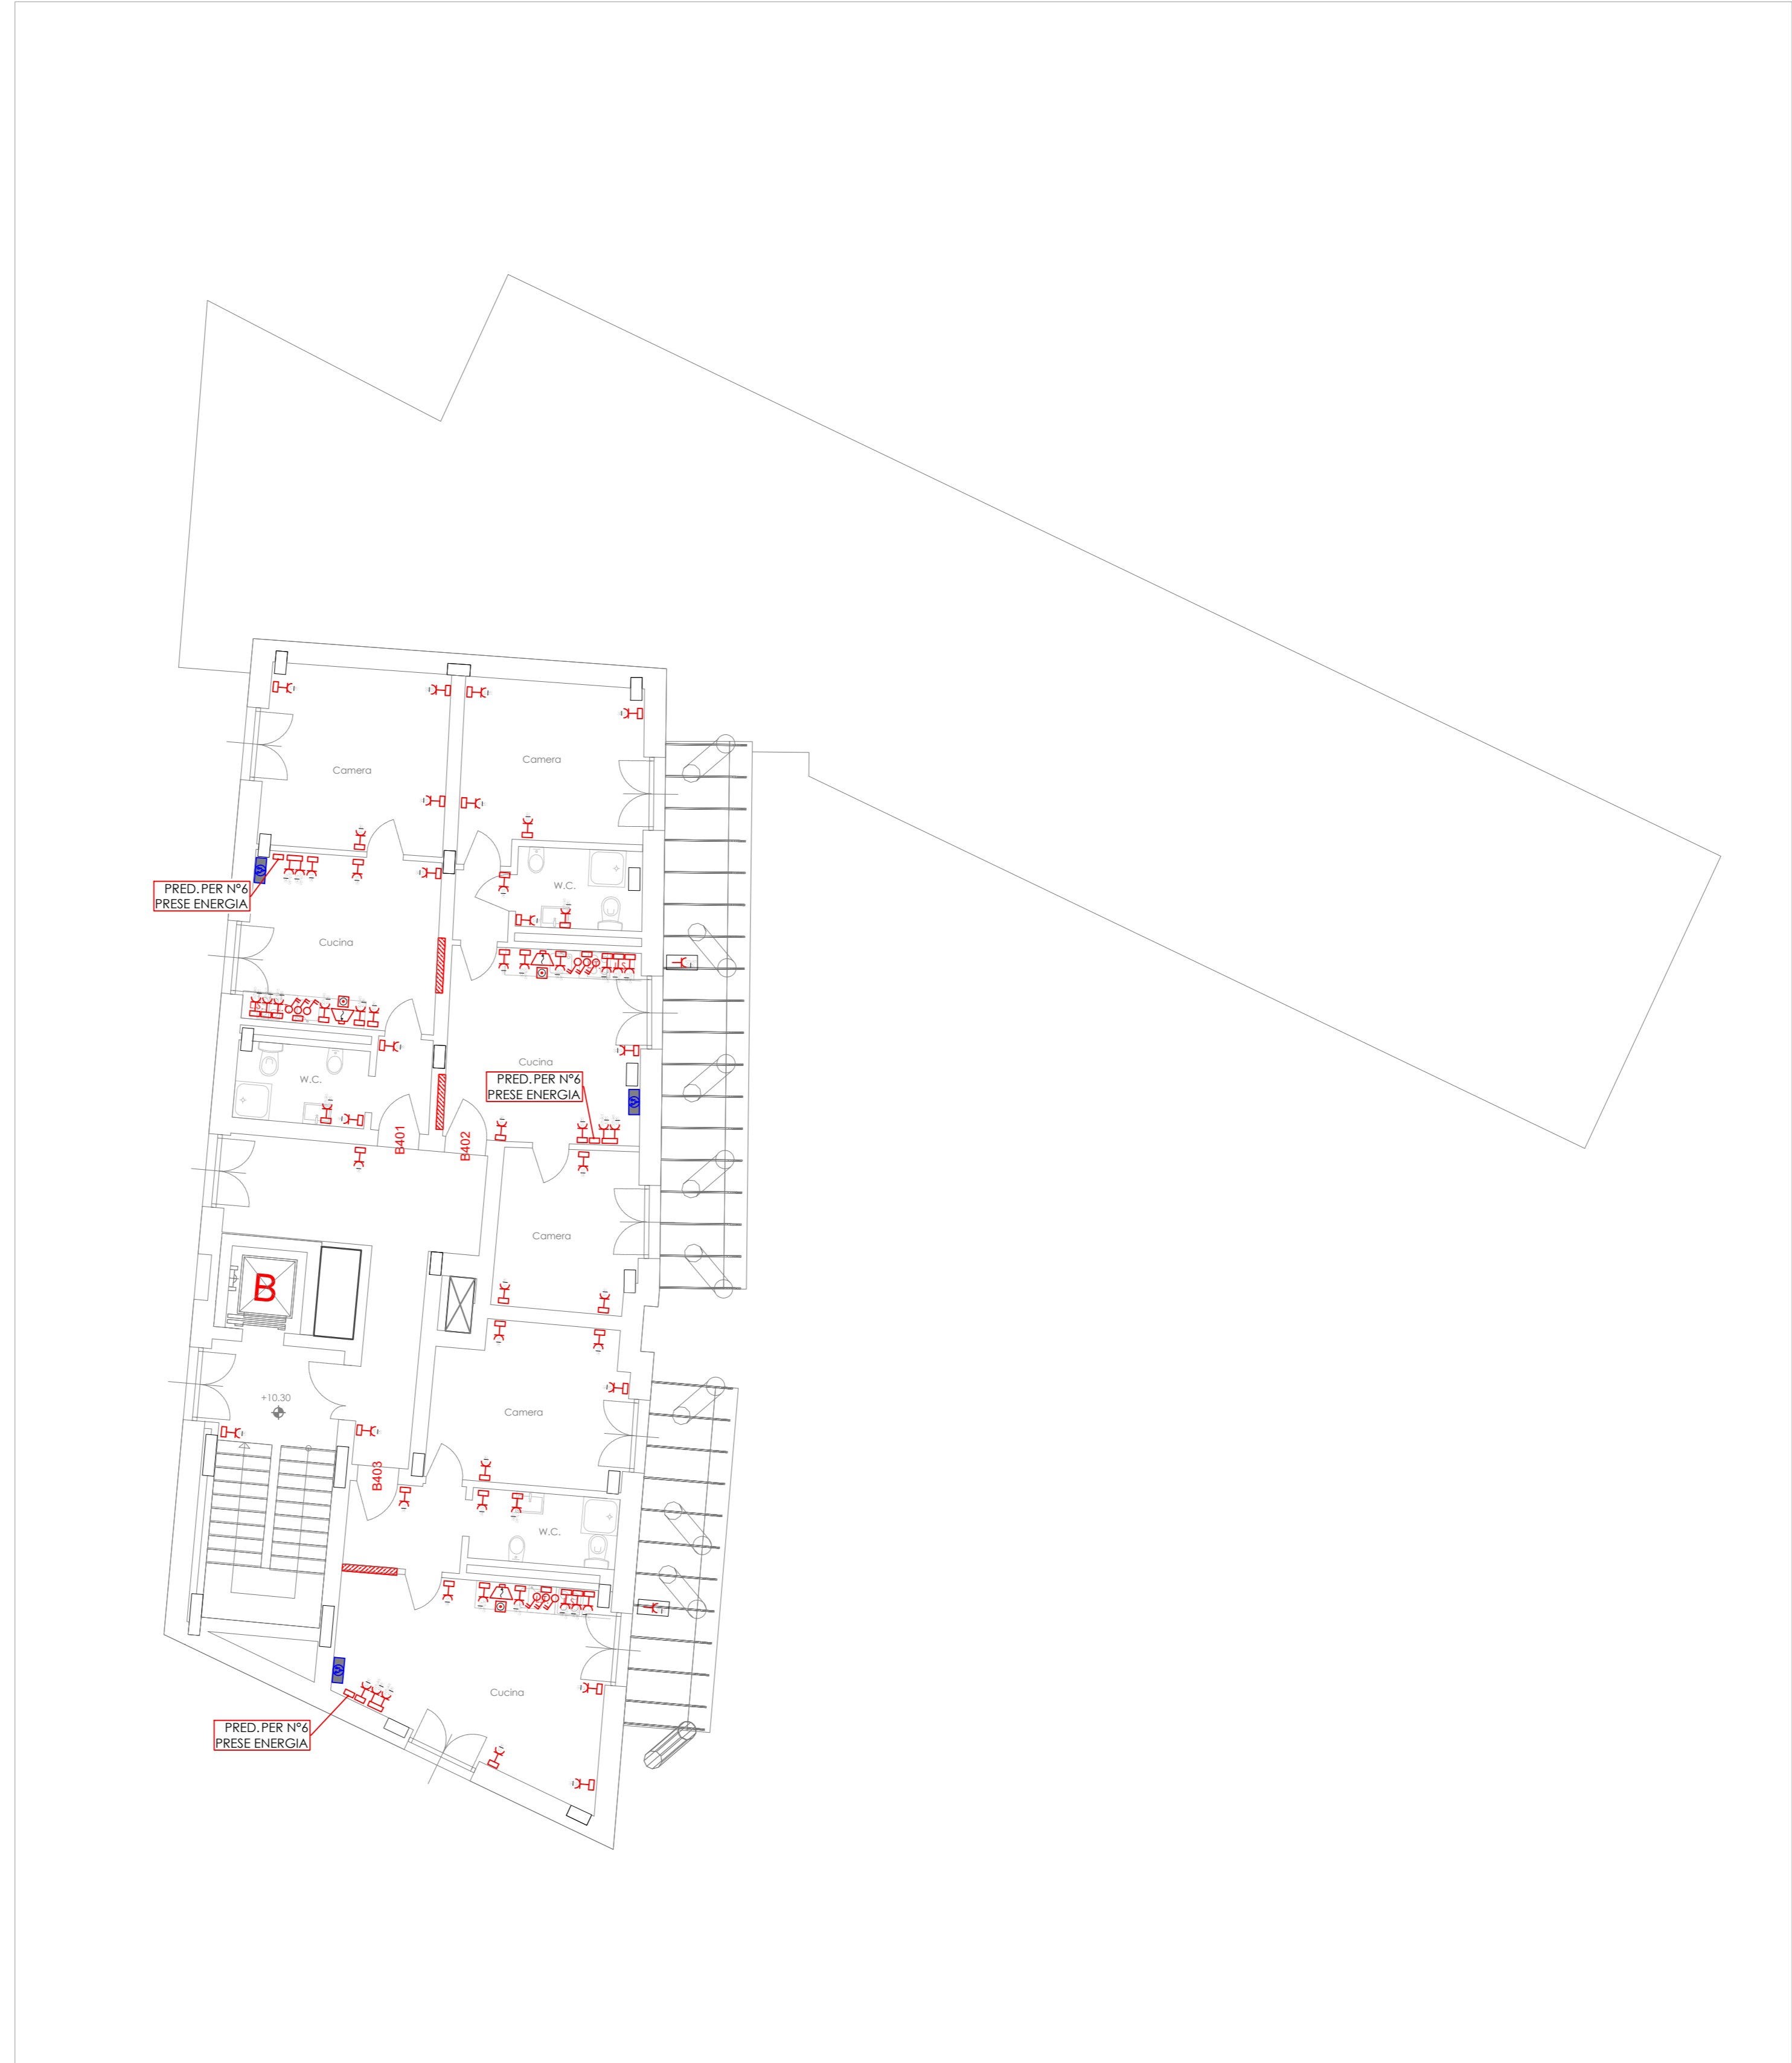 Camera
Camera
PRED. PER N°6
PRESE ENERGIA
W.C.
Cucina
Cucina
W.C.
PRED. PER N°6
PRESE ENERGIA
B401
B402
Camera
B
+10.30
Camera
B403
W.C.
Cucina
PRED. PER N°6
PRESE ENERGIA